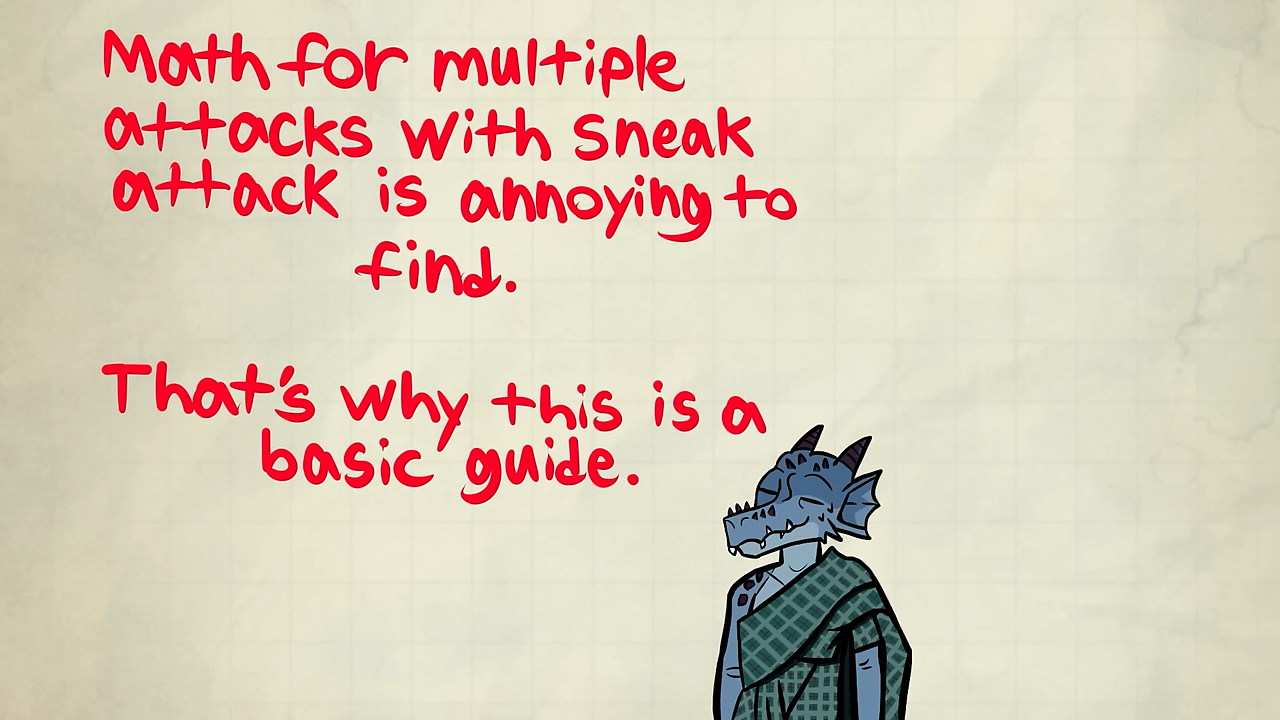 Math for multiple
attacks with sneak
attack is annoying to
find.
That's why this is a
basic guide.